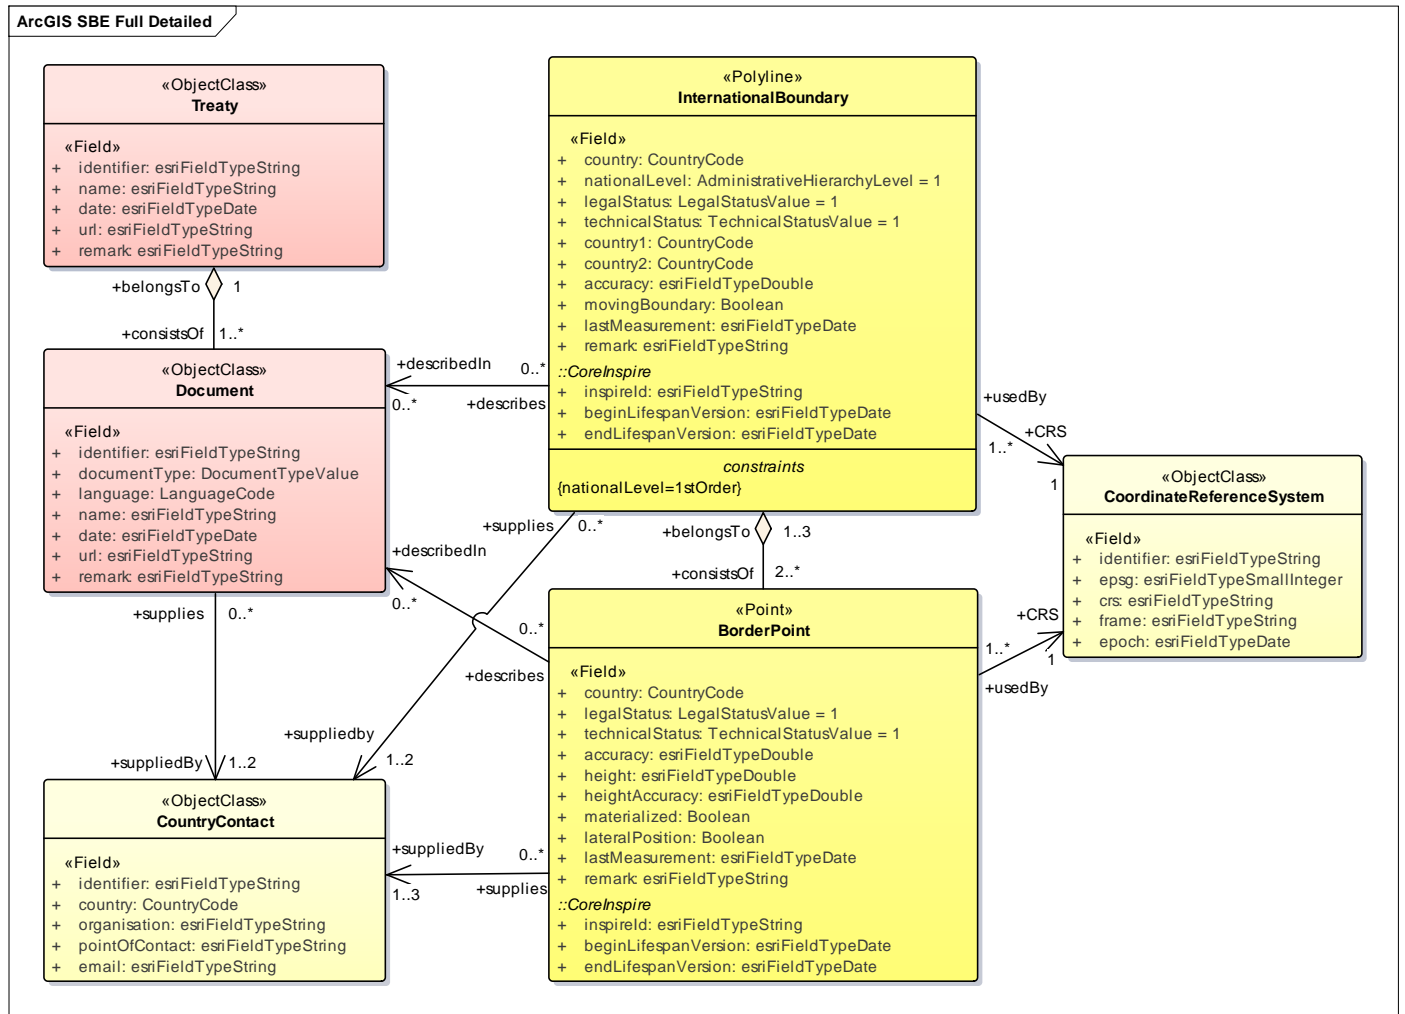 ArcGIS SBE Full Detailed
«ObjectClass»
Treaty
«Field»
+ identifier: esriFieldTypeString
+ name: esriFieldTypeString
+ date: esriFieldTypeDate
+ url: esriFieldTypeString
+ remark: esriFieldTypeString
+belongsTo 1
+consistsOf 1..*
«ObjectClass»
Document
«Field»
+ identifier: esriFieldTypeString
+ documentType: DocumentTypeValue
+ language: LanguageCode
+ name: esriFieldTypeString
+ date: esriFieldTypeDate
+ url: esriFieldTypeString
+ remark: esriFieldTypeString
+supplies 0..*
+suppliedBy 1..2
«ObjectClass»
CountryContact
«Field»
+ identifier: esriFieldTypeString
+ country: CountryCode
+ organisation: esriFieldTypeString
+ pointOfContact: esriFieldTypeString
+ email: esriFieldTypeString
+describedIn 0..*
0..* +describes
+supplies 0..*
+describedIn
0..* 0..*
+describes
+suppliedby 1..2
+suppliedBy 0..*
1..3 +supplies
«Polyline»
InternationalBoundary
«Field»
+ country: CountryCode
+ nationalLevel: AdministrativeHierarchyLevel = 1
+ legalStatus: LegalStatusValue = 1
+ technicalStatus: TechnicalStatusValue = 1
+ country1: CountryCode
+ country2: CountryCode
+ accuracy: esriFieldTypeDouble
+ movingBoundary: Boolean
+ lastMeasurement: esriFieldTypeDate
+ remark: esriFieldTypeString
::CoreInspire
+ inspireId: esriFieldTypeString
+ beginLifespanVersion: esriFieldTypeDate
+ endLifespanVersion: esriFieldTypeDate
constraints
{nationalLevel=1stOrder}
+belongsTo 1..3
+consistsOf 2..*
«Point»
BorderPoint
«Field»
+ country: CountryCode
+ legalStatus: LegalStatusValue = 1
+ technicalStatus: TechnicalStatusValue = 1
+ accuracy: esriFieldTypeDouble
+ height: esriFieldTypeDouble
+ heightAccuracy: esriFieldTypeDouble
+ materialized: Boolean
+ lateralPosition: Boolean
+ lastMeasurement: esriFieldTypeDate
+ remark: esriFieldTypeString
::CoreInspire
+ inspireId: esriFieldTypeString
+ beginLifespanVersion: esriFieldTypeDate
+ endLifespanVersion: esriFieldTypeDate
+usedBy
+CRS
1..*
1
«ObjectClass»
CoordinateReferenceSystem
«Field»
+ identifier: esriFieldTypeString
+ epsg: esriFieldTypeSmallInteger
+ crs: esriFieldTypeString
+ frame: esriFieldTypeString
+ epoch: esriFieldTypeDate
+CRS
1..*
1
+usedBy